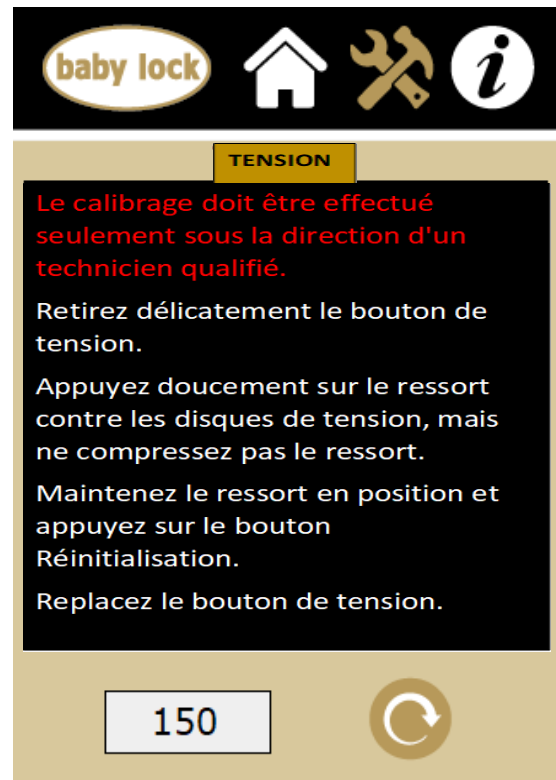 baby lock
i
TENSION
Le calibrage doit être effectué
seulement sous la direction d'un
technicien qualifié.
Retirez délicatement le bouton de
tension.
Appuyez doucement sur le ressort
contre les disques de tension, mais
ne compressez pas le ressort.
Maintenez le ressort en position et
appuyez sur le bouton
Réinitialisation.
Replacez le bouton de tension.
150